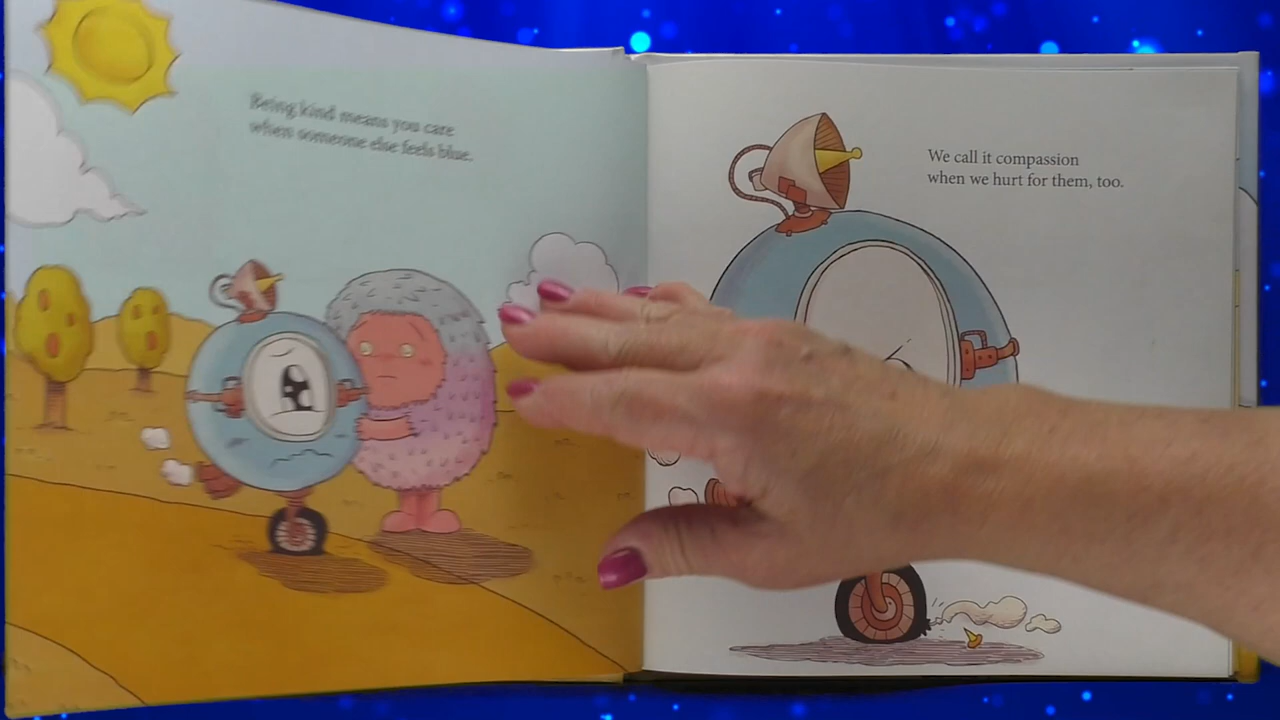 Being kind means you care
when someone else feels blue.
We call it compassion
when we hurt for them, too.